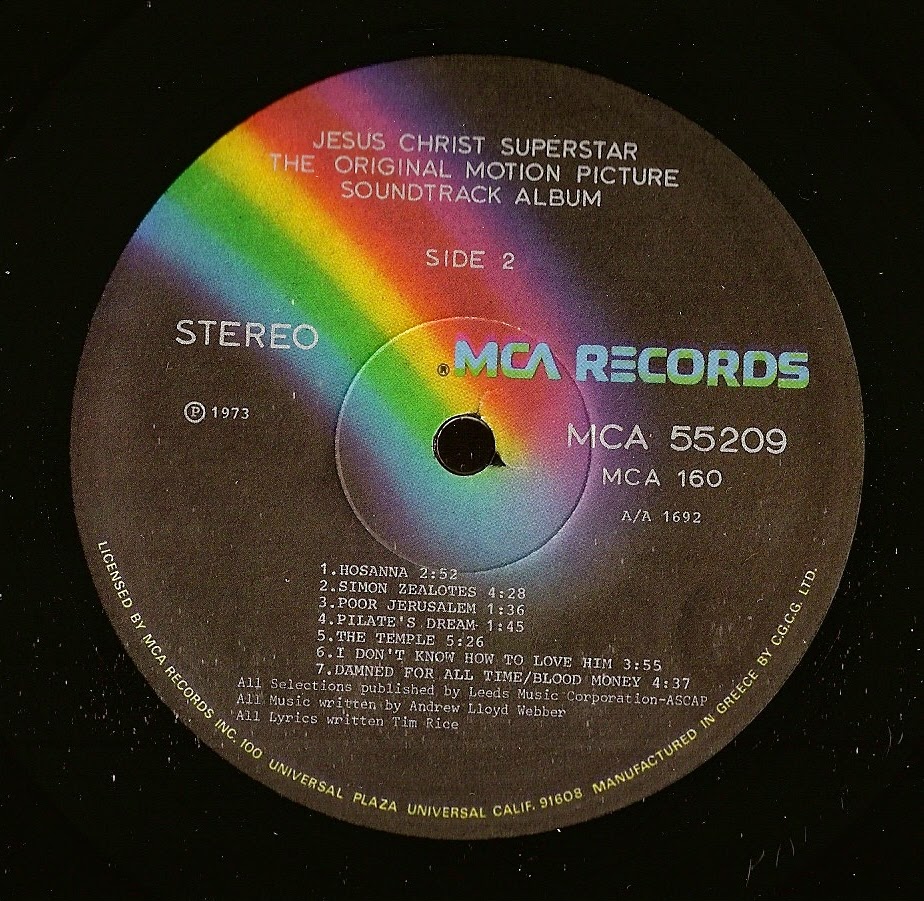 JESUS CHRIST SUPERSTAR
THE ORIGINAL MOTION PICTURE
SOUNDTRACK ALBUM
SIDE 2
STEREO
® MCA RECORDS
Ⓟ 1973
MCA 55209
MCA 160
A/A 1692
1.HOSANNA 2:52
2.SIMON ZEALOTES 4:28
3.POOR JERUSALEM 1:36
4.PILATE'S DREAM 1:45
5.THE TEMPLE 5:26
6.I DON'T KNOW HOW TO LOVE HIM 3:55
7.DAMNED FOR ALL TIME/BLOOD MONEY 4:37
All Selections published by Leeds Music Corporation-ASCAP
All Music written by Andrew Lloyd Webber
All Lyrics written Tim Rice
LICENSED BY MCA RECORDS INC. 100 UNIVERSAL PLAZA UNIVERSAL CALIF. 91608 MANUFACTURED IN GREECE BY C.G.C.G. LTD.